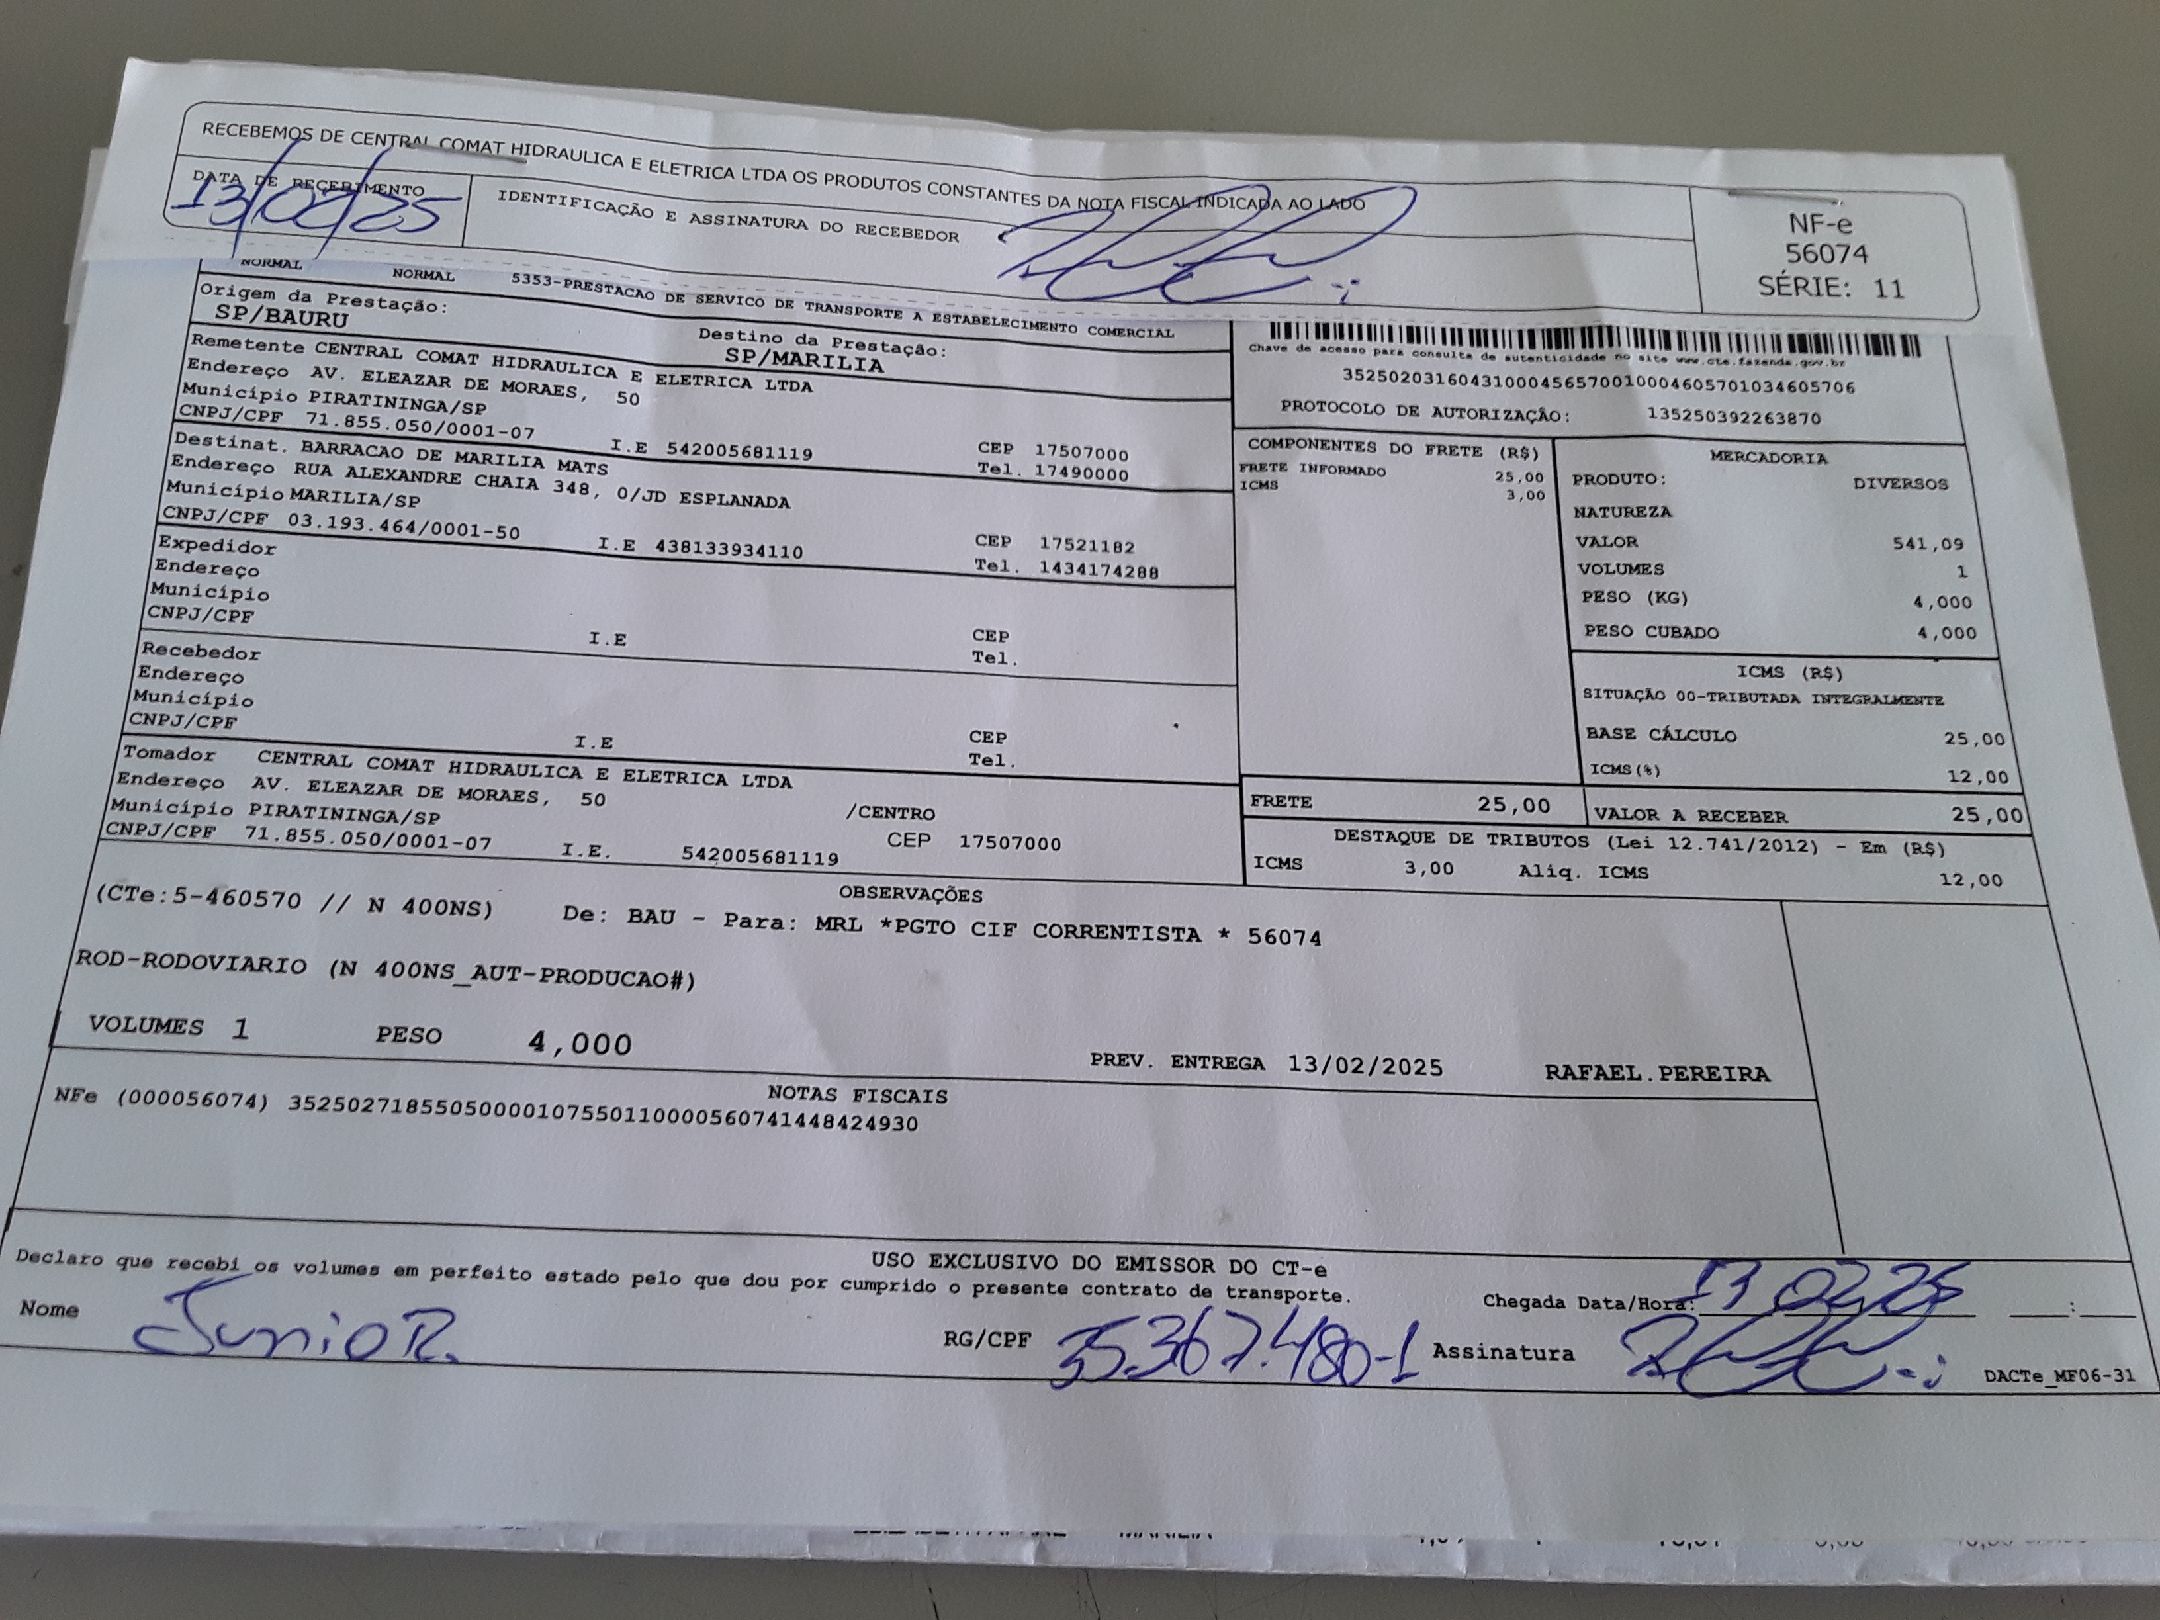 RECEBEMOS DE CENTRAL COMAT HIDRAULICA E ELETRICA LTDA OS PRODUTOS CONSTANTES DA NOTA FISCAL INDICADA AO LADO
DATA DE RECEBIMENTO
13/02/25
IDENTIFICAÇÃO E ASSINATURA DO RECEBEDOR
NF-e
56074
SÉRIE: 11
NORMAL NORMAL 5353-PRESTACAO DE SERVICO DE TRANSPORTE A ESTABELECIMENTO COMERCIAL
Origem da Prestação:
SP/BAURU
Destino da Prestação:
SP/MARILIA
Remetente CENTRAL COMAT HIDRAULICA E ELETRICA LTDA
Endereço AV. ELEAZAR DE MORAES, 50
Município PIRATININGA/SP
CEP 17507000
CNPJ/CPF 71.855.050/0001-07 I.E 542005681119 Tel. 17490000
Destinat. BARRACAO DE MARILIA MATS
Endereço RUA ALEXANDRE CHAIA 348, 0/JD ESPLANADA
Município MARILIA/SP
CEP 17521182
CNPJ/CPF 03.193.464/0001-50 I.E 438133934110 Tel. 1434174288
Expedidor
Endereço
Município
CEP
CNPJ/CPF I.E Tel.
Recebedor
Endereço
Município
CEP
CNPJ/CPF I.E Tel.
Tomador CENTRAL COMAT HIDRAULICA E ELETRICA LTDA
Endereço AV. ELEAZAR DE MORAES, 50 /CENTRO
Município PIRATININGA/SP CEP 17507000
CNPJ/CPF 71.855.050/0001-07 I.E. 542005681119
Chave de acesso para consulta de autenticidade no site www.cte.fazenda.gov.br
35250203160431000456570010004605701034605706
PROTOCOLO DE AUTORIZAÇÃO: 135250392263870
COMPONENTES DO FRETE (R$)
FRETE INFORMADO 25,00
ICMS 3,00
MERCADORIA
PRODUTO: DIVERSOS
NATUREZA
VALOR 541,09
VOLUMES 1
PESO (KG) 4,000
PESO CUBADO 4,000
ICMS (R$)
SITUAÇÃO 00-TRIBUTADA INTEGRALMENTE
BASE CÁLCULO 25,00
ICMS(%) 12,00
FRETE 25,00 VALOR A RECEBER 25,00
DESTAQUE DE TRIBUTOS (Lei 12.741/2012) - Em (R$)
ICMS 3,00 Aliq. ICMS 12,00
OBSERVAÇÕES
(CTe:5-460570 // N 400NS) De: BAU - Para: MRL *PGTO CIF CORRENTISTA * 56074
ROD-RODOVIARIO (N 400NS_AUT-PRODUCAO#)
VOLUMES 1 PESO 4,000 PREV. ENTREGA 13/02/2025 RAFAEL.PEREIRA
NOTAS FISCAIS
NFe (000056074) 35250271855050000107550110000560741448424930
USO EXCLUSIVO DO EMISSOR DO CT-e
Declaro que recebi os volumes em perfeito estado pelo que dou por cumprido o presente contrato de transporte.
Chegada Data/Hora: 13 02 25 __:__
Nome JunioR. RG/CPF 35.367.480-1 Assinatura
DACTe_MF06-31